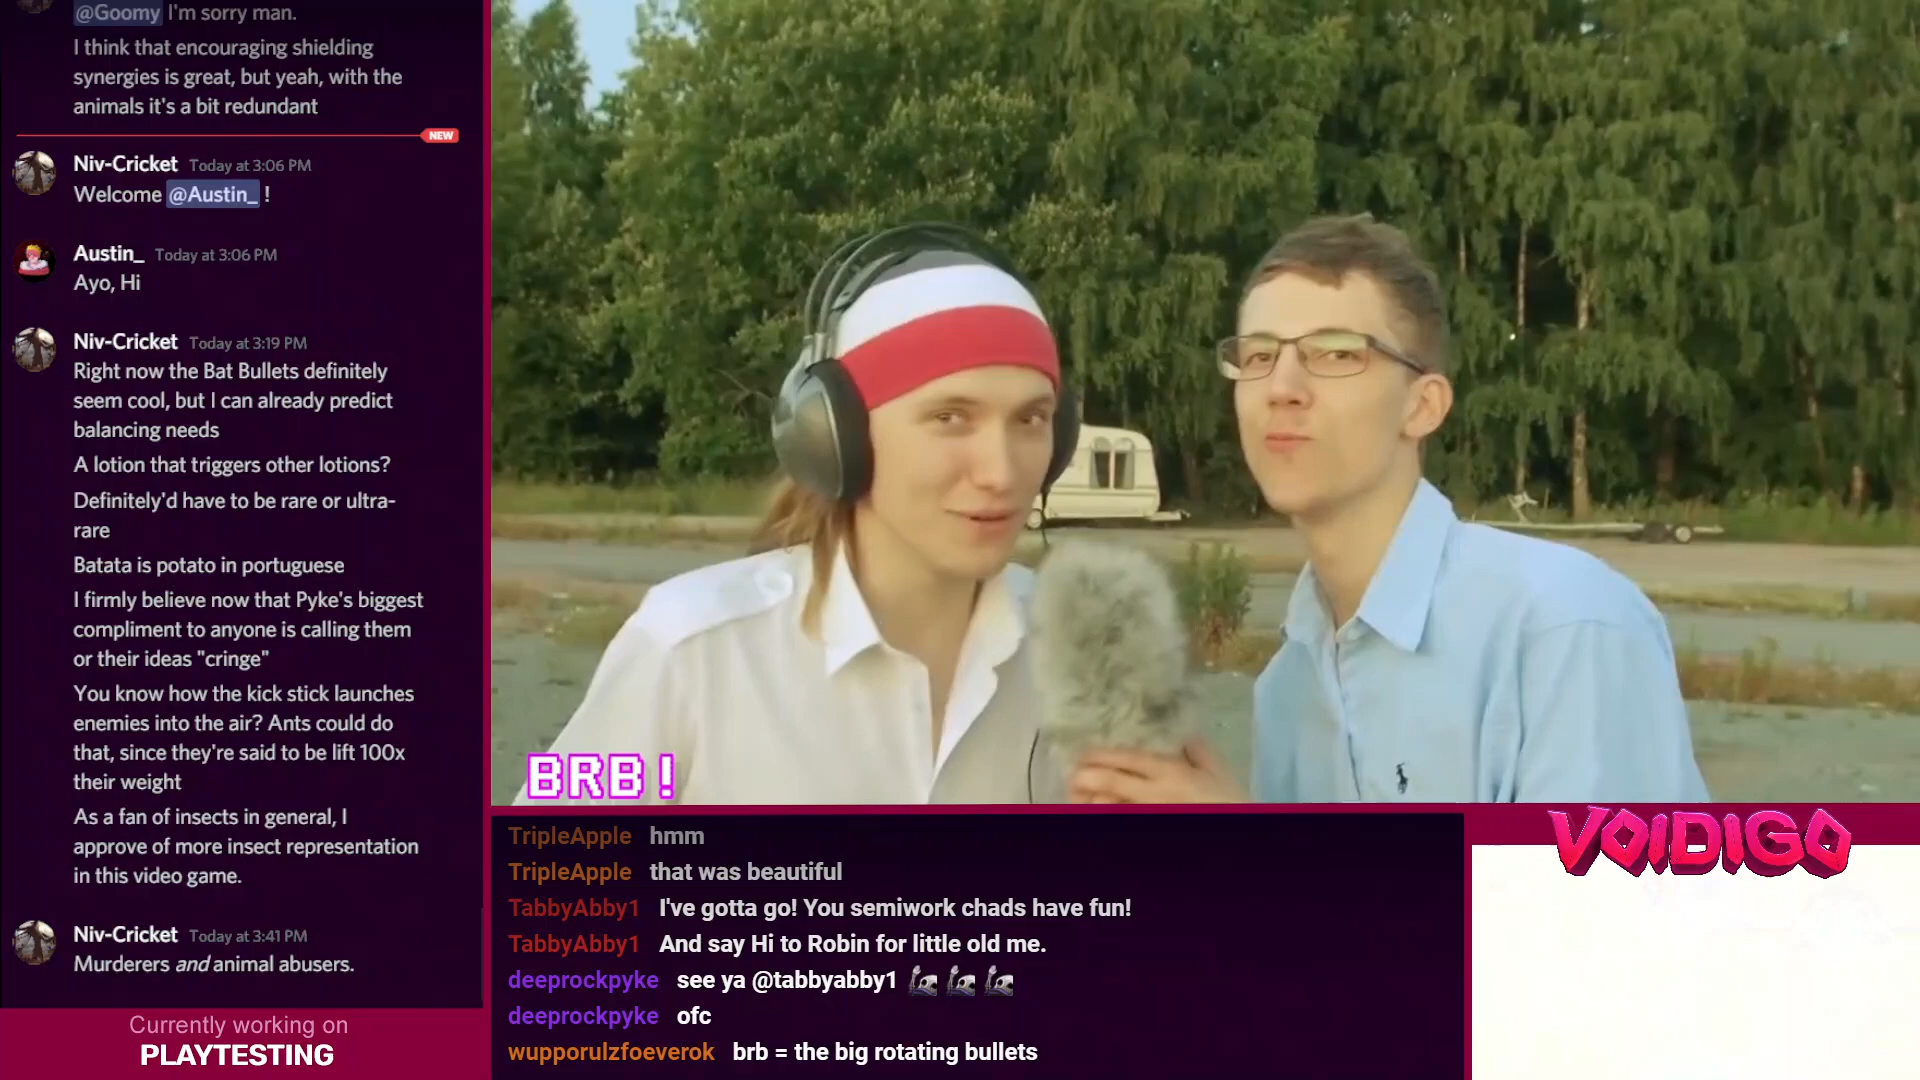 @Goomy I'm sorry man.
I think that encouraging shielding
synergies is great, but yeah, with the
animals it's a bit redundant
NEW
Niv-Cricket Today at 3:06 PM
Welcome @Austin_ !
Austin_ Today at 3:06 PM
Ayo, Hi
Niv-Cricket Today at 3:19 PM
Right now the Bat Bullets definitely
seem cool, but I can already predict
balancing needs
A lotion that triggers other lotions?
Definitely'd have to be rare or ultra-
rare
Batata is potato in portuguese
I firmly believe now that Pyke's biggest
compliment to anyone is calling them
or their ideas "cringe"
You know how the kick stick launches
enemies into the air? Ants could do
that, since they're said to be lift 100x
their weight
As a fan of insects in general, I
approve of more insect representation
in this video game.
Niv-Cricket Today at 3:41 PM
Murderers and animal abusers.
Currently working on
PLAYTESTING
BRB!
TripleApple hmm
TripleApple that was beautiful
TabbyAbby1 I've gotta go! You semiwork chads have fun!
TabbyAbby1 And say Hi to Robin for little old me.
deeprockpyke see ya @tabbyabby1
deeprockpyke ofc
wupporulzfoeverok brb = the big rotating bullets
VOIDIGO